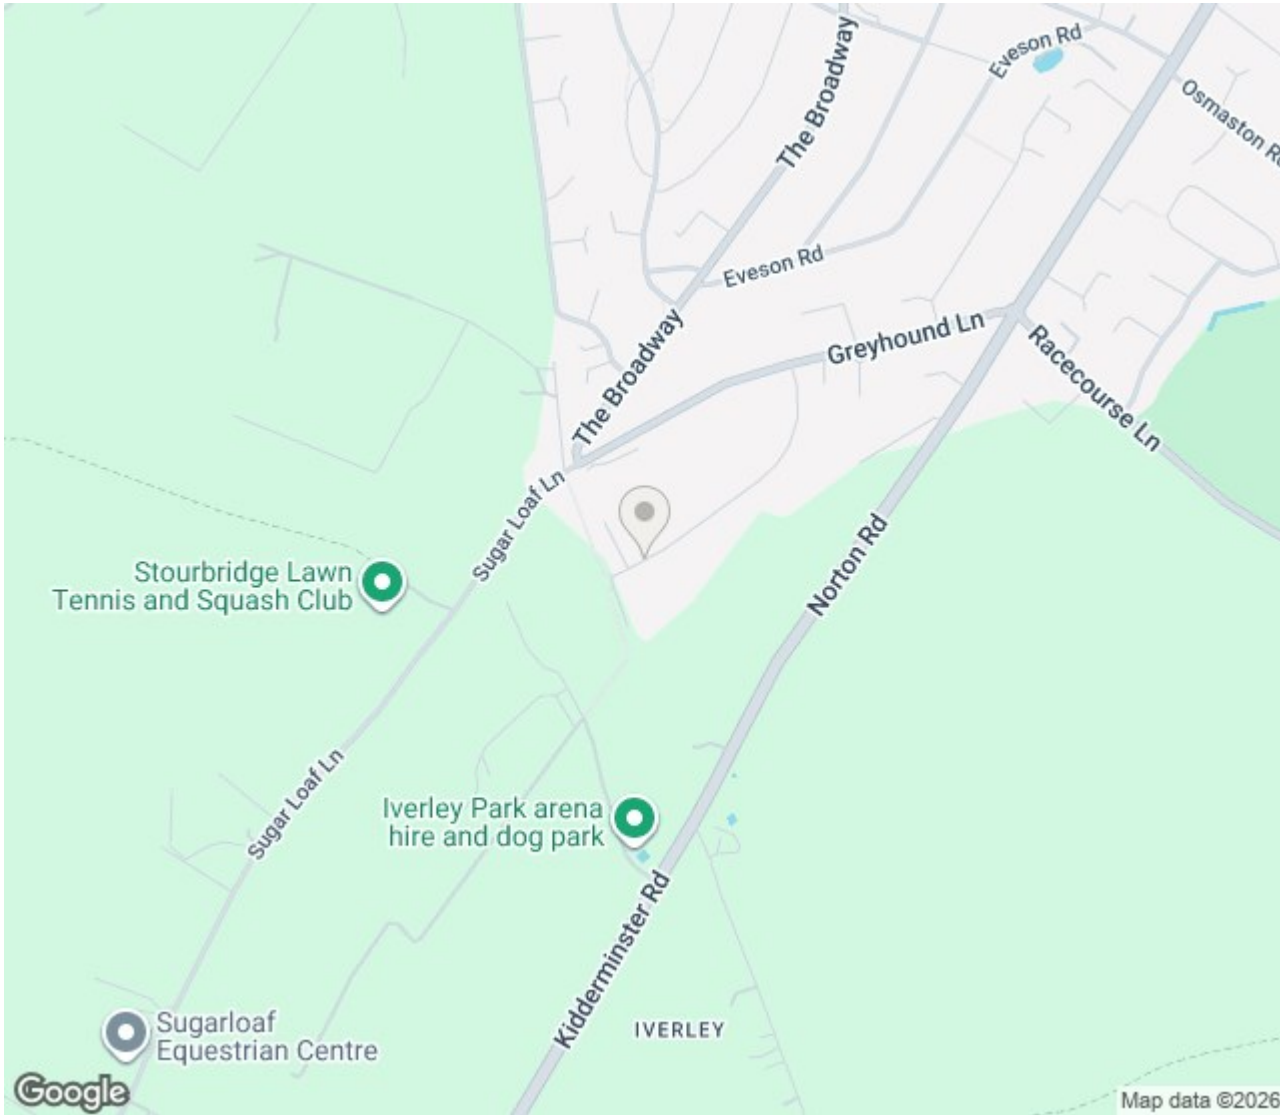 Eveson Rd
The Broadway
Osmaston
Eveson Rd
Greyhound Ln
Racecourse Ln
The Broadway
Sugar Loaf Ln
Norton Rd
Stourbridge Lawn
Tennis and Squash Club
Sugar Loaf Ln
Iverley Park arena
hire and dog park
Kidderminster Rd
IVERLEY
Sugarloaf
Equestrian Centre
Google
Map data ©2026